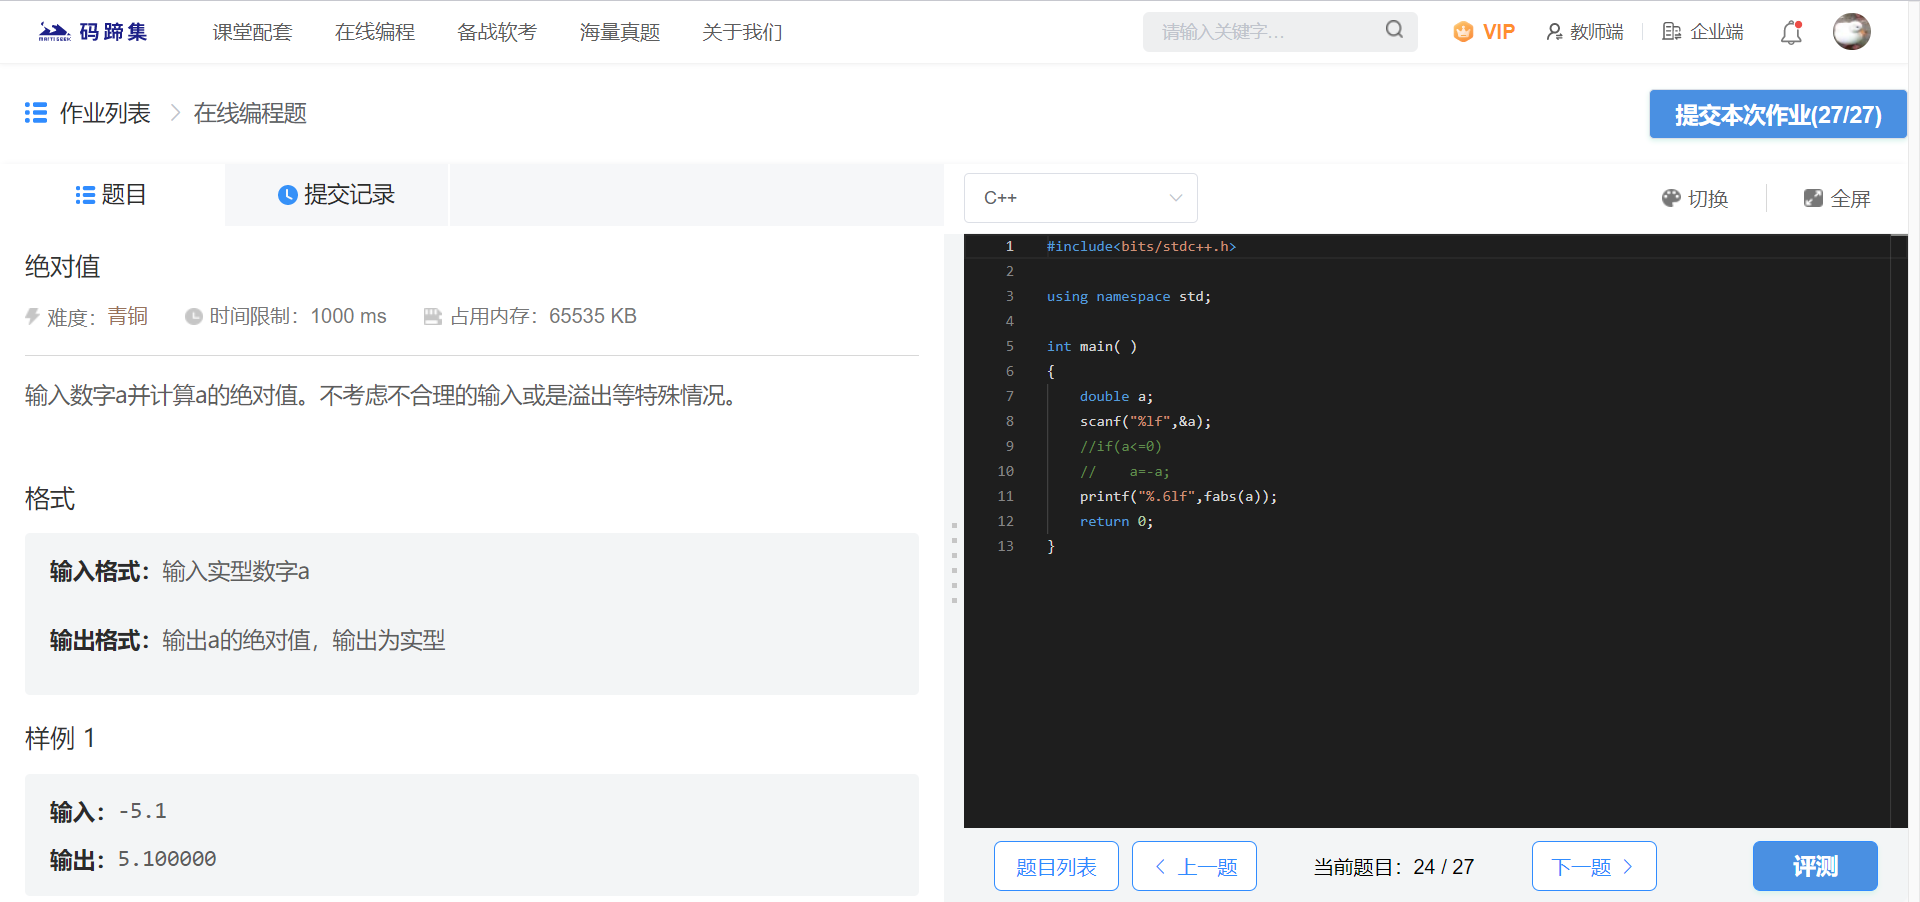 码蹄集
MAITI GEEK
课堂配套 在线编程 备战软考 海量真题 关于我们
请输入关键字...
VIP 教师端 企业端
作业列表 > 在线编程题
提交本次作业(27/27)
题目 提交记录
绝对值
难度：青铜 时间限制：1000 ms 占用内存：65535 KB
输入数字a并计算a的绝对值。不考虑不合理的输入或是溢出等特殊情况。
格式
输入格式：输入实型数字a
输出格式：输出a的绝对值，输出为实型
样例 1
输入：-5.1
输出：5.100000
C++
切换 全屏
1 #include<bits/stdc++.h>
2
3 using namespace std;
4
5 int main( )
6 {
7 double a;
8 scanf("%lf",&a);
9 //if(a<=0)
10 //    a=-a;
11 printf("%.6lf",fabs(a));
12 return 0;
13 }
题目列表 < 上一题 当前题目：24 / 27 下一题 > 评测